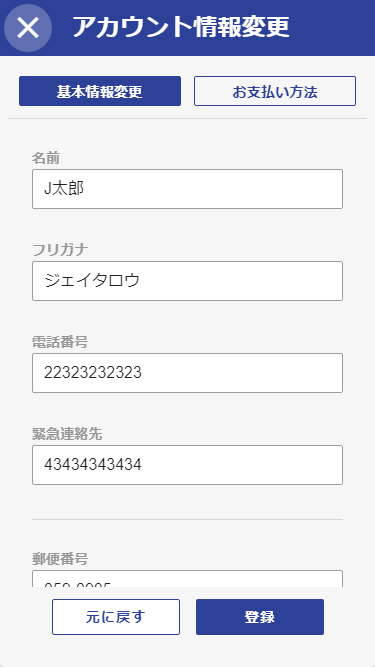 アカウント情報変更
基本情報変更
お支払い方法
名前
J太郎
フリガナ
ジェイタロウ
電話番号
22323232323
緊急連絡先
43434343434
郵便番号
元に戻す
登録